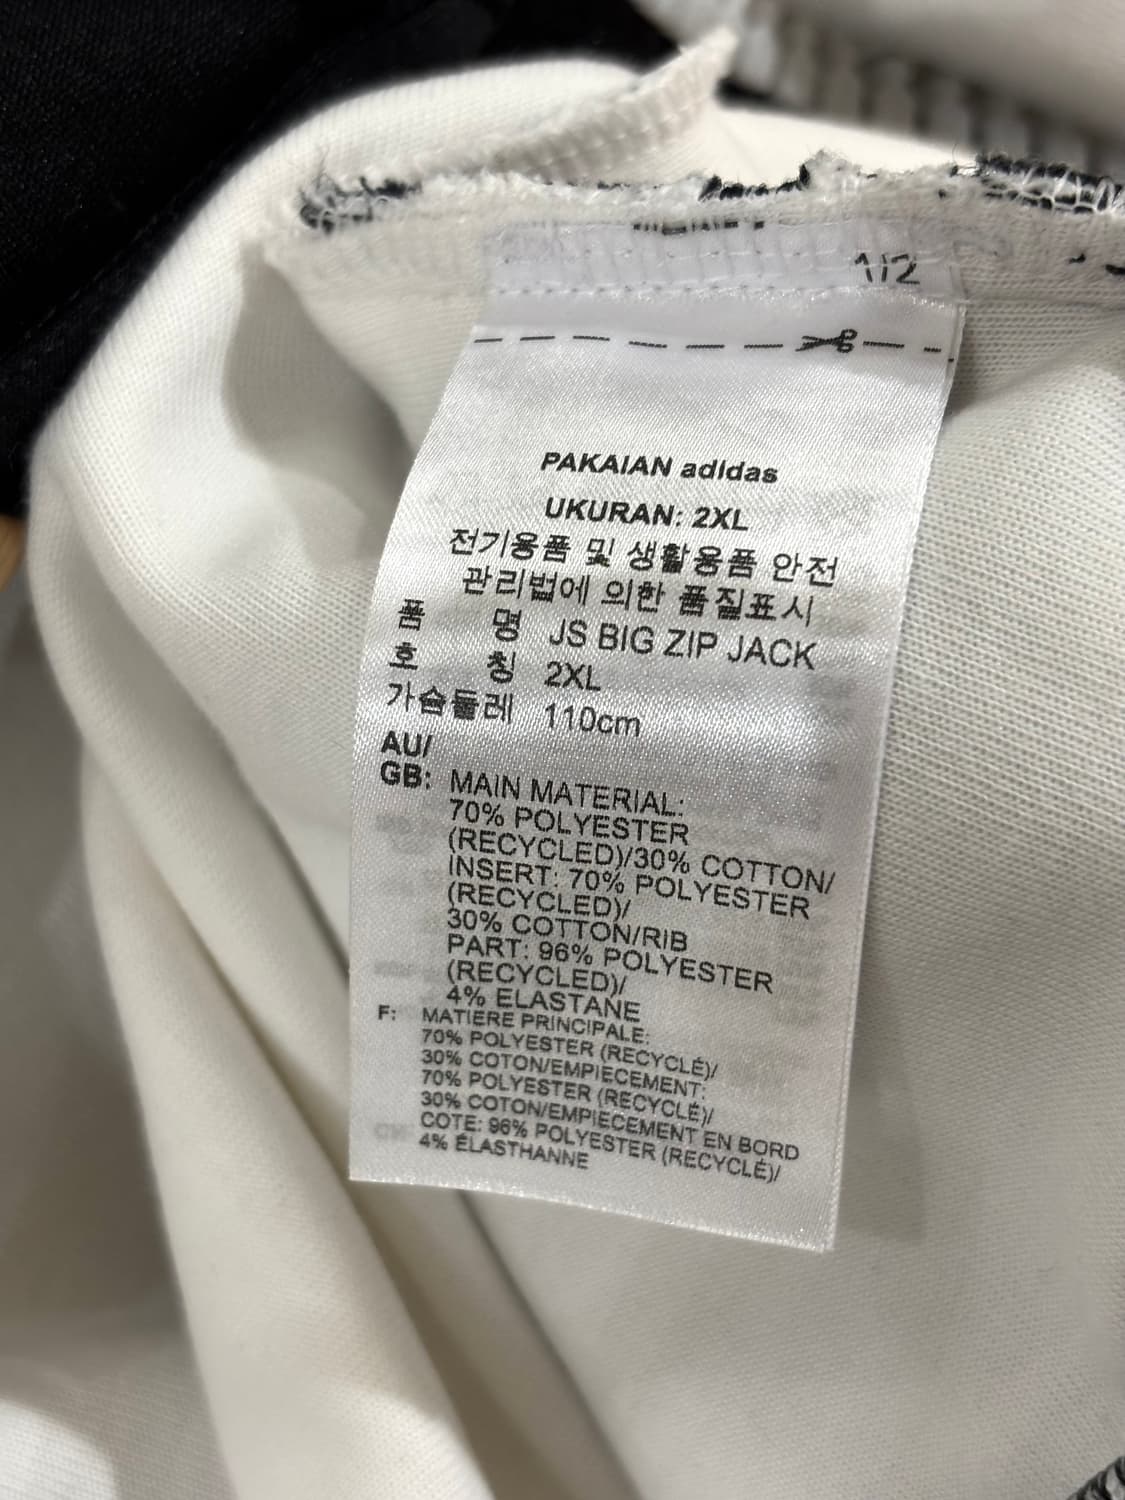 1/2
PAKAIAN adidas
UKURAN: 2XL
전기용품 및 생활용품 안전
관리법에 의한 품질표시
품 명 JS BIG ZIP JACK
호 칭 2XL
가슴둘레 110cm
AU/
GB: MAIN MATERIAL:
70% POLYESTER
(RECYCLED)/30% COTTON/
INSERT: 70% POLYESTER
(RECYCLED)/
30% COTTON/RIB
PART: 96% POLYESTER
(RECYCLED)/
4% ELASTANE
F: MATIERE PRINCIPALE:
70% POLYESTER (RECYCLÉ)/
30% COTON/EMPIECEMENT:
70% POLYESTER (RECYCLÉ)/
30% COTON/EMPIECEMENT EN BORD
COTE: 96% POLYESTER (RECYCLÉ)/
4% ÉLASTHANNE